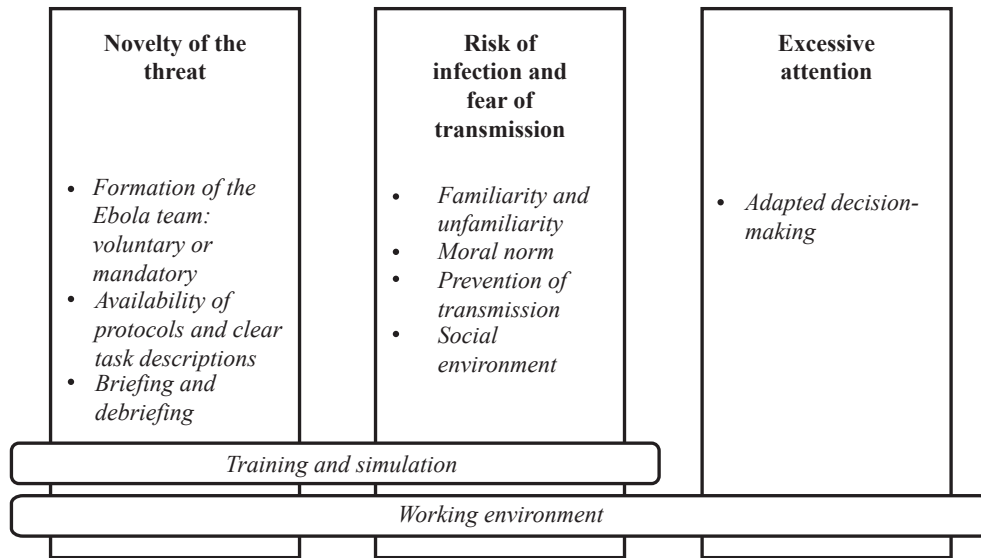 Novelty of the
threat
• Formation of the
Ebola team:
voluntary or
mandatory
• Availability of
protocols and clear
task descriptions
• Briefing and
debriefing
Risk of
infection and
fear of
transmission
• Familiarity and
unfamiliarity
• Moral norm
• Prevention of
transmission
• Social
environment
Excessive
attention
• Adapted decision-
making
Training and simulation
Working environment